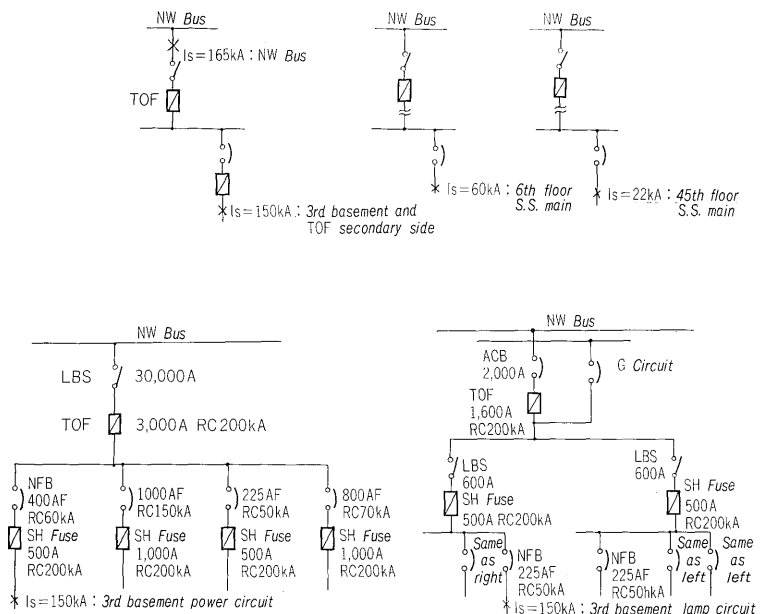 NW Bus
Is=165kA : NW Bus
TOF
Is=150kA : 3rd basement and
TOF secondary side
NW Bus
Is=60kA : 6th floor
S.S. main
NW Bus
Is=22kA : 45th floor
S.S. main
NW Bus
LBS 30,000A
TOF 3,000A RC200kA
NFB
400AF
RC60kA
SH Fuse
500A
RC200kA
1000AF
RC150kA
SH Fuse
1,000A
RC200kA
225AF
RC50kA
SH Fuse
500A
RC200kA
800AF
RC70kA
SH Fuse
1,000A
RC200kA
Is=150kA : 3rd basement power circuit
NW Bus
ACB
2,000A
G Circuit
TOF
1,600A
RC200kA
LBS
600A
SH Fuse
500A RC200kA
LBS
600A
SH Fuse
500A
RC200kA
Same
as
right
NFB
225AF
RC50kA
NFB
225AF
RC50hkA
Same
as
left
Same
as
left
Is=150kA : 3rd basement lamp circuit